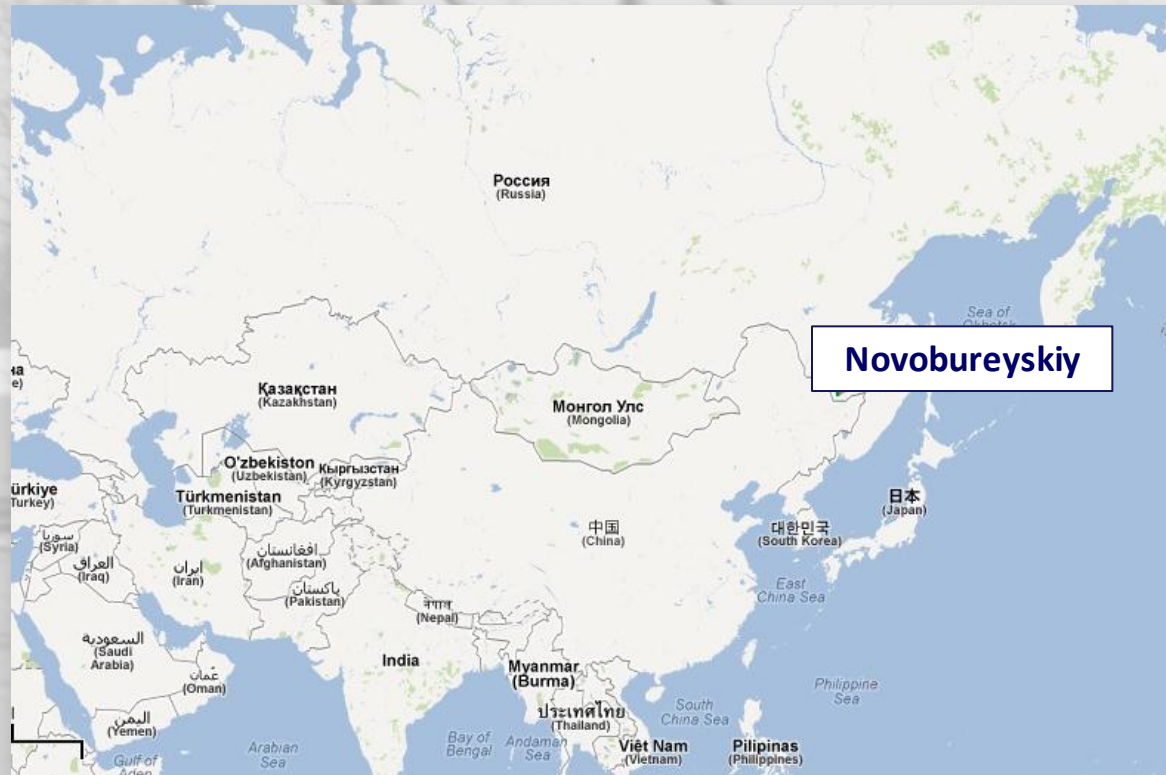 Россия
(Russia)
Sea of
Okhotsk
Novobureyskiy
Қазақстан
(Kazakhstan)
Монгол Улс
(Mongolia)
O'zbekiston
(Uzbekistan)
Кыргызстан
(Kyrgyzstan)
ürkiye
Turkey)
Türkmenistan
(Turkmenistan)
日本
(Japan)
中国
(China)
대한민국
(South Korea)
سوريا
(Syria)
العراق
(Iraq)
ایران
(Iran)
افغانستان
(Afghanistan)
پاکستان
(Pakistan)
नेपाल
(Nepal)
East
China Sea
السعودية
(Saudi
Arabia)
عُمان
(Oman)
India
Myanmar
(Burma)
Philippine
Sea
اليمن
(Yemen)
ประเทศไทย
(Thailand)
South
China Sea
Arabian
Sea
Bay of
Bengal
Andaman
Sea
Việt Nam
(Vietnam)
Pilipinas
(Philippines)
Gulf of
Aden